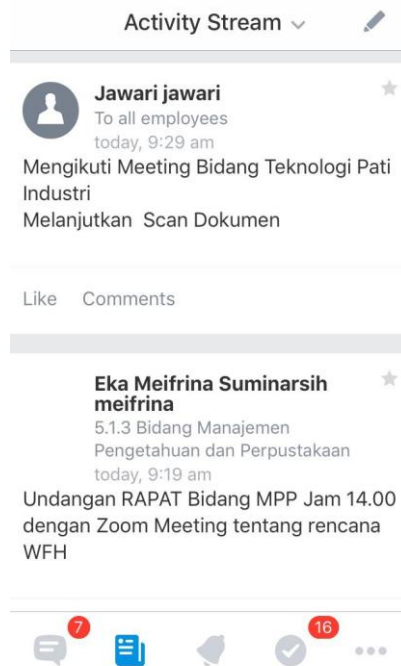 Activity Stream
Jawari jawari
To all employees
today, 9:29 am
Mengikuti Meeting Bidang Teknologi Pati
Industri
Melanjutkan Scan Dokumen
Like Comments
Eka Meifrina Suminarsih
meifrina
5.1.3 Bidang Manajemen
Pengetahuan dan Perpustakaan
today, 9:19 am
Undangan RAPAT Bidang MPP Jam 14.00
dengan Zoom Meeting tentang rencana
WFH
7 16